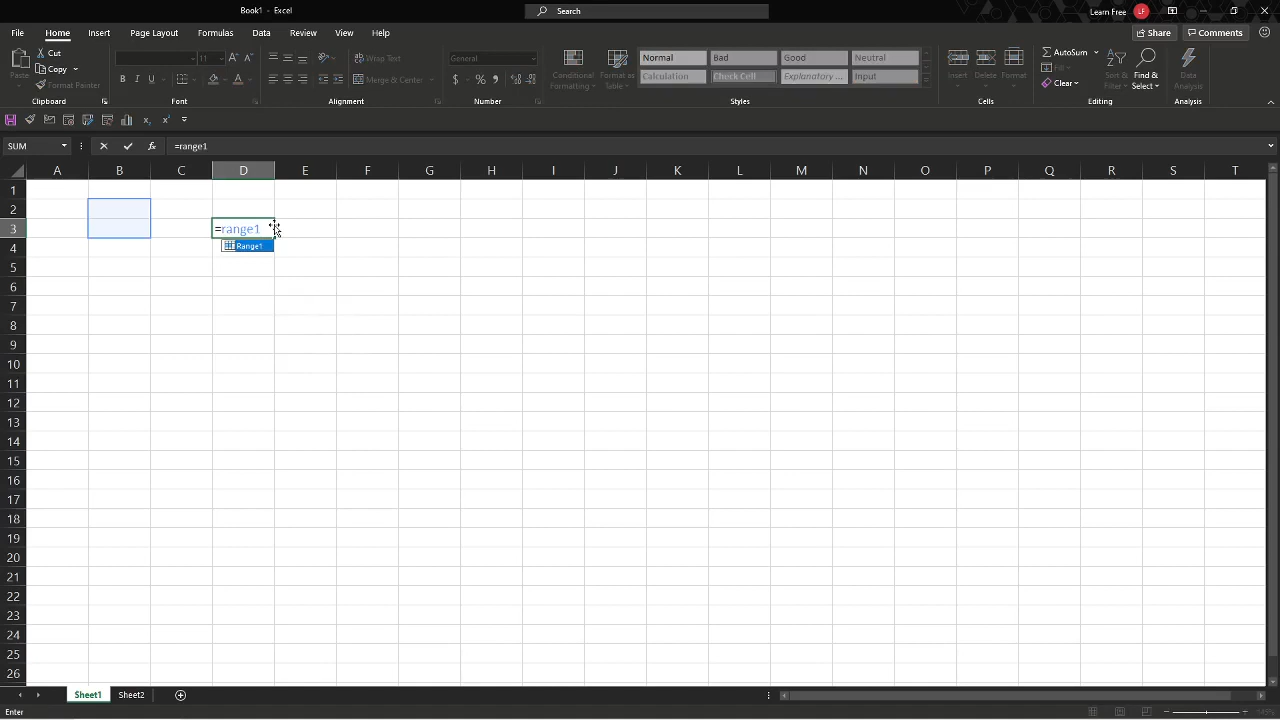 Book1 - Excel
Search
Learn Free
LF
File
Home
Insert
Page Layout
Formulas
Data
Review
View
Help
Share
Comments
Paste
Cut
Copy
Format Painter
Clipboard
11
B I U
Font
Wrap Text
Merge & Center
Alignment
General
$ % ,
Number
Conditional
Formatting
Format as
Table
Normal Bad Good Neutral
Calculation Check Cell Explanatory ... Input
Styles
Insert
Delete
Format
Cells
AutoSum
Fill
Clear
Sort &
Filter
Find &
Select
Editing
Data
Analysis
Analysis
SUM
fx
=range1
A B C D E F G H I J K L M N O P Q R S T
1
2
3
=range1
Range1
4
5
6
7
8
9
10
11
12
13
14
15
16
17
18
19
20
21
22
23
24
25
26
Sheet1
Sheet2
Enter